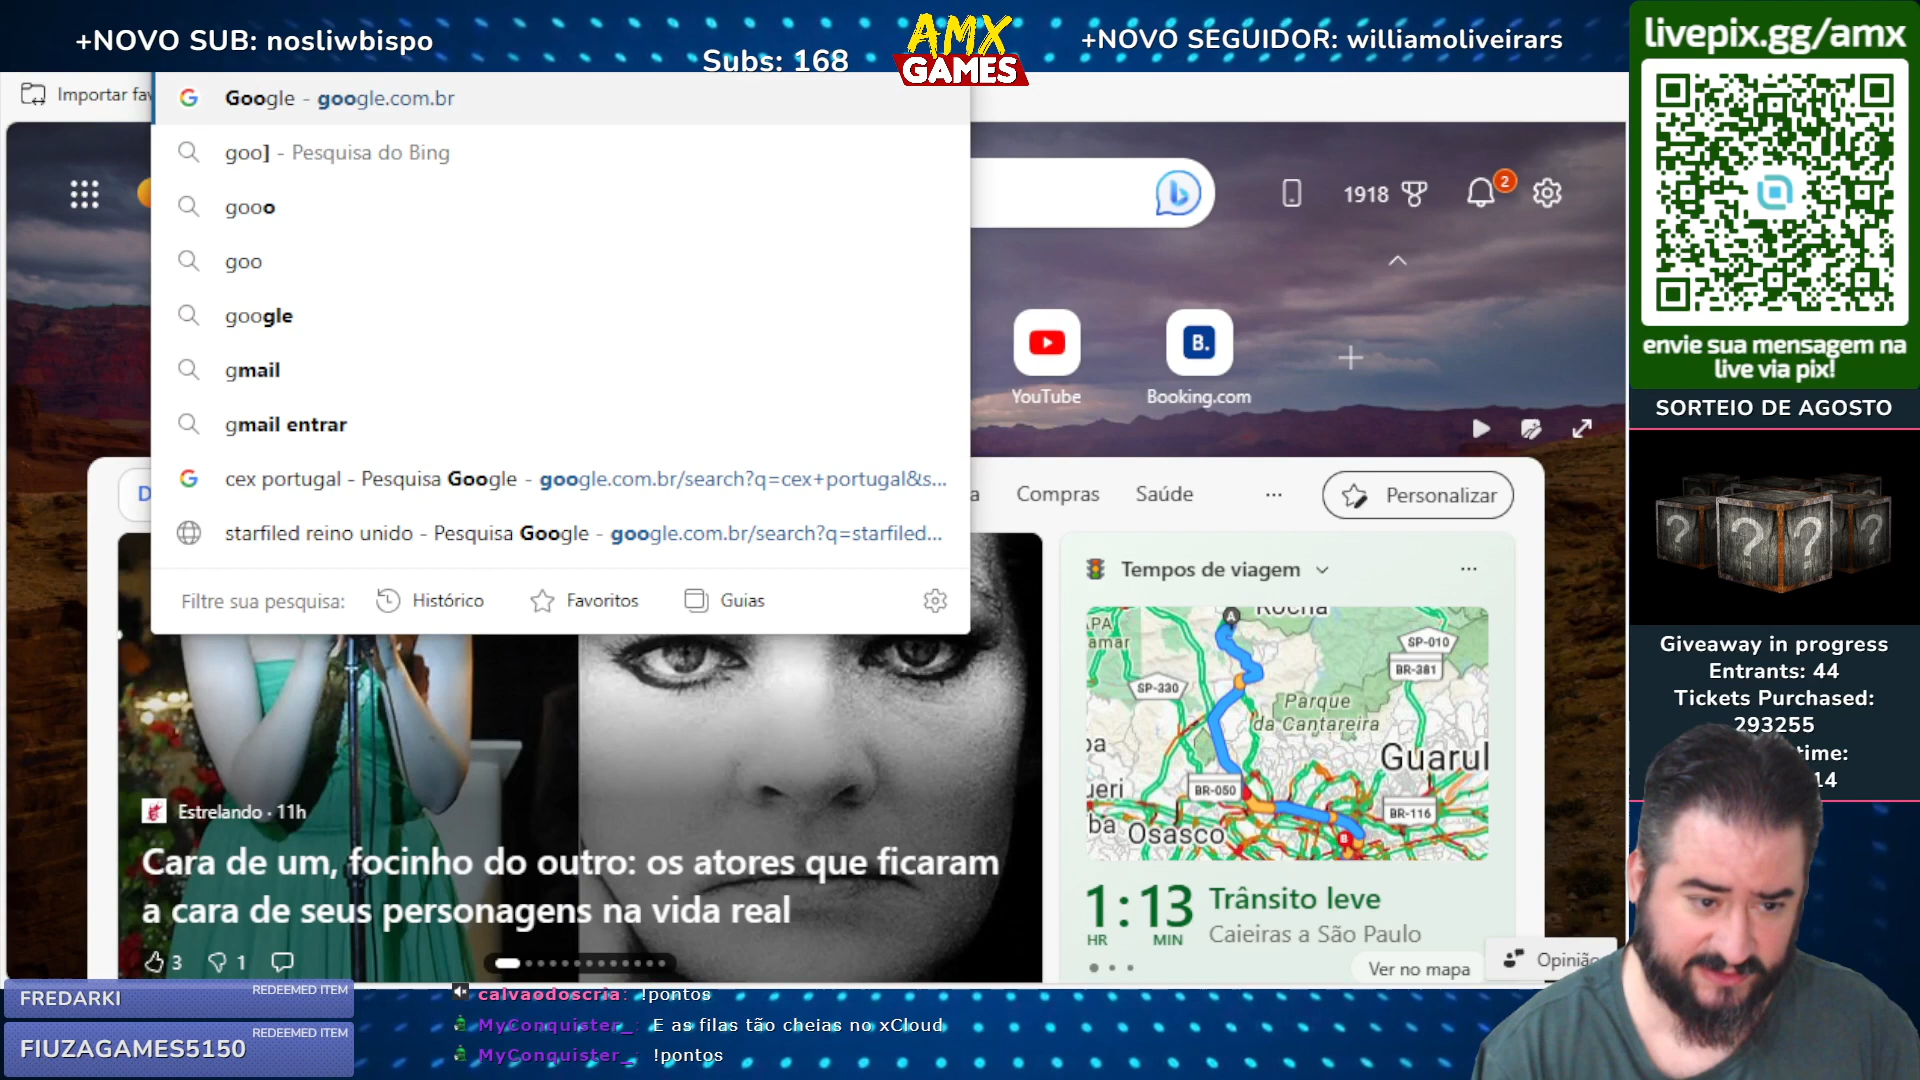 +NOVO SUB: nosliwbispo
Subs: 168
AMX
GAMES
+NOVO SEGUIDOR: williamoliveirars
livepix.gg/amx
Importar fav
Google - google.com.br
goo] - Pesquisa do Bing
gooo
goo
google
gmail
gmail entrar
cex portugal - Pesquisa Google - google.com.br/search?q=cex+portugal&s...
starfiled reino unido - Pesquisa Google - google.com.br/search?q=starfiled...
Filtre sua pesquisa:
Histórico
Favoritos
Guias
b
1918
2
YouTube
B.
Booking.com
D
a
Compras
Saúde
...
Personalizar
Tempos de viagem
...
Rocha
SP-010
BR-381
SP-330
Parque
da Cantareira
Guarul
BR-050
BR-116
Osasco
A
1:13
HR
MIN
Trânsito leve
Caieiras a São Paulo
Ver no mapa
Estrelando · 11h
Cara de um, focinho do outro: os atores que ficaram
a cara de seus personagens na vida real
3
1
envie sua mensagem na
live via pix!
SORTEIO DE AGOSTO
? ? ? ?
Giveaway in progress
Entrants: 44
Tickets Purchased:
293255
time:
14
FREDARKI
REDEEMED ITEM
FIUZAGAMES5150
REDEEMED ITEM
calvaodoscria: !pontos
MyConquister_: E as filas tão cheias no xCloud
MyConquister_: !pontos